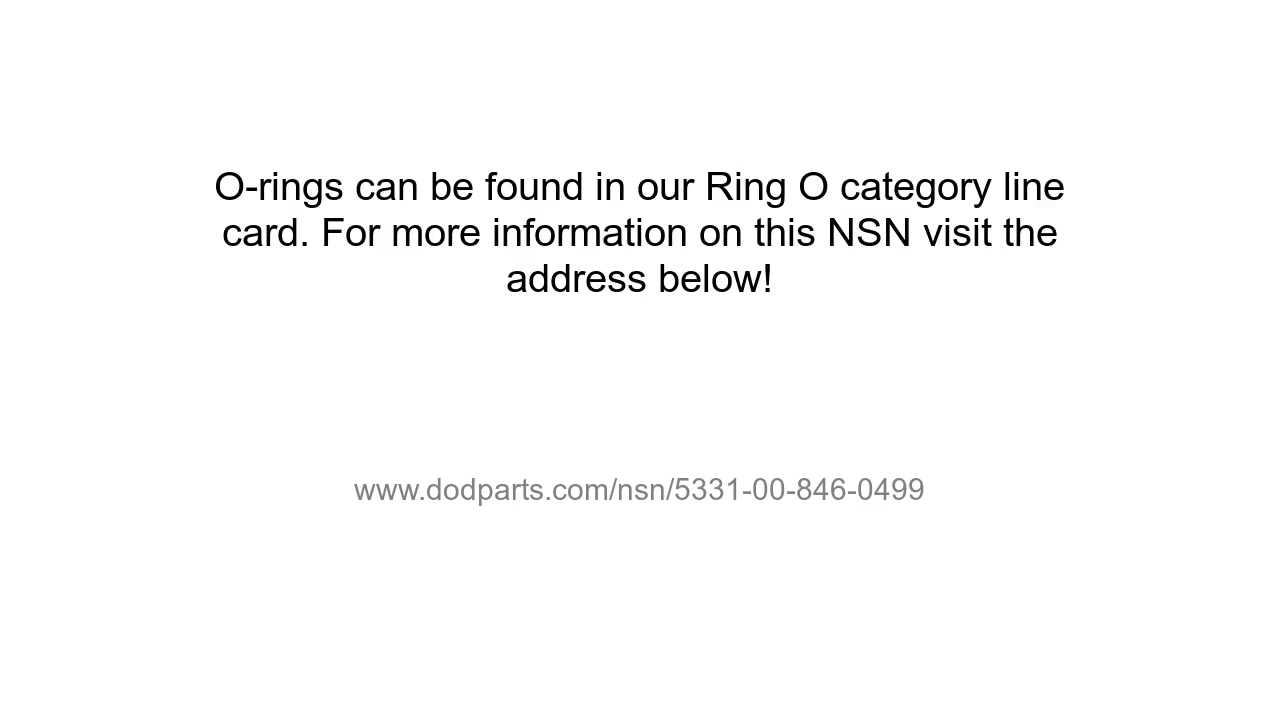 O-rings can be found in our Ring O category line
card. For more information on this NSN visit the
address below!
www.dodparts.com/nsn/5331-00-846-0499